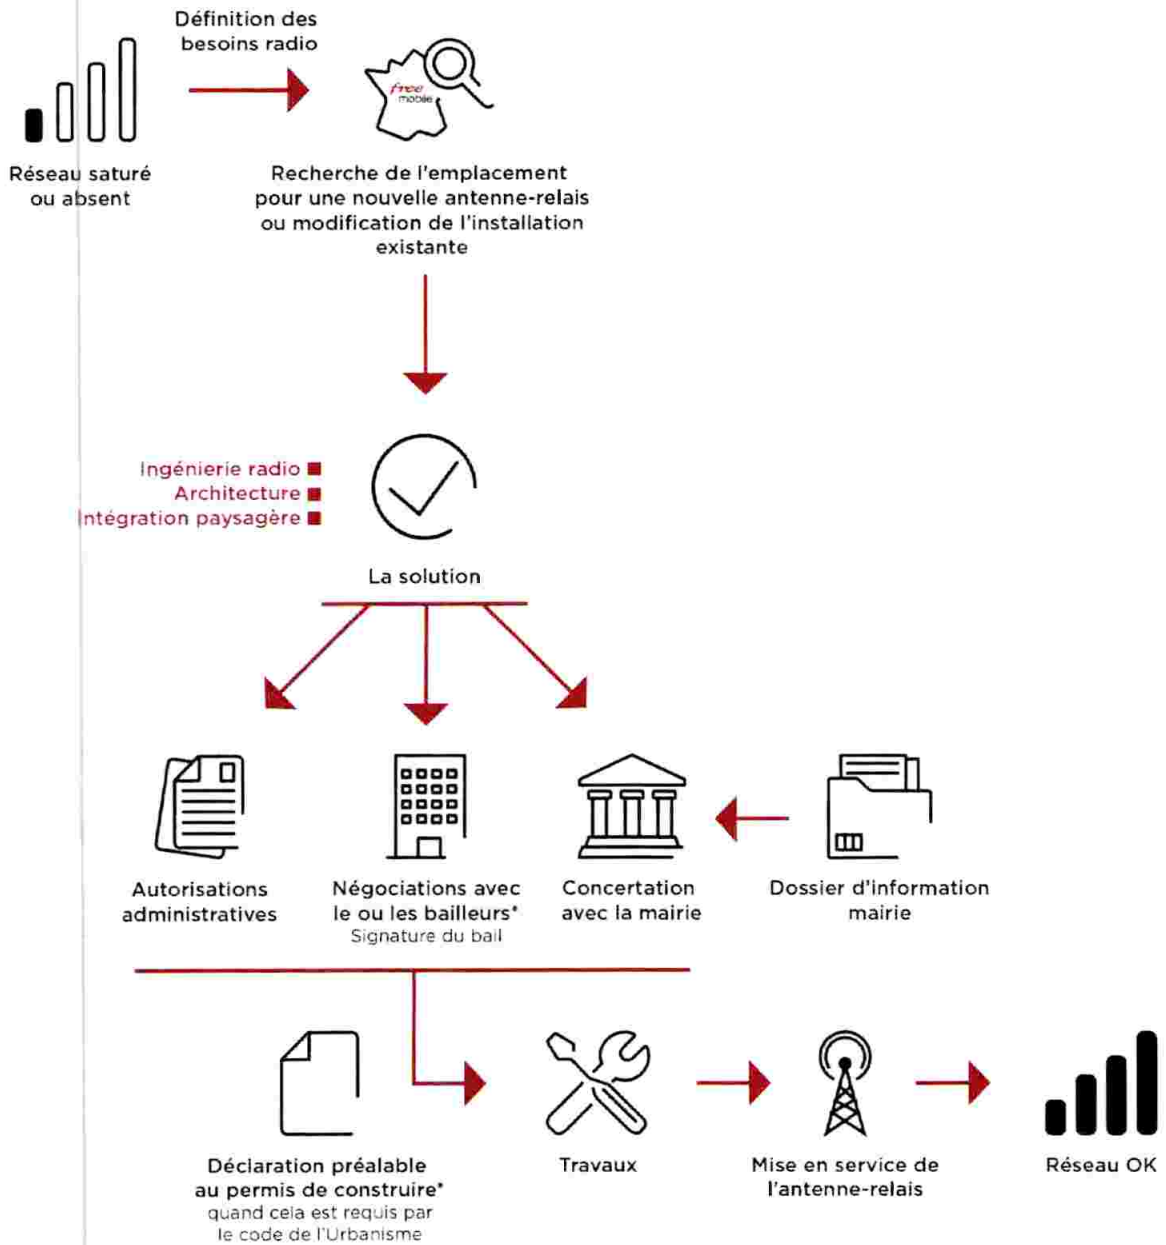 Définition des
besoins radio
free
mobile
Réseau saturé
ou absent
Recherche de l'emplacement
pour une nouvelle antenne-relais
ou modification de l'installation
existante
Ingénierie radio
Architecture
Intégration paysagère
La solution
Autorisations
administratives
Négociations avec
le ou les bailleurs*
Signature du bail
Concertation
avec la mairie
Dossier d'information
mairie
Déclaration préalable
au permis de construire*
quand cela est requis par
le code de l'Urbanisme
Travaux
Mise en service de
l'antenne-relais
Réseau OK